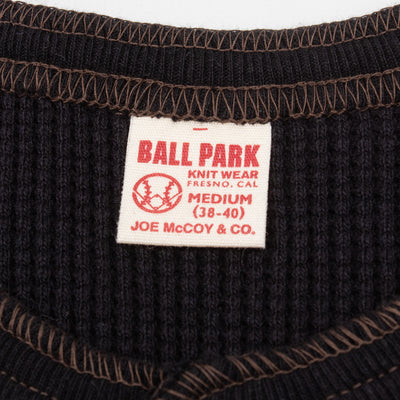 BALL PARK
KNIT WEAR
FRESNO, CAL
MEDIUM
(38-40)
JOE McCOY & CO.